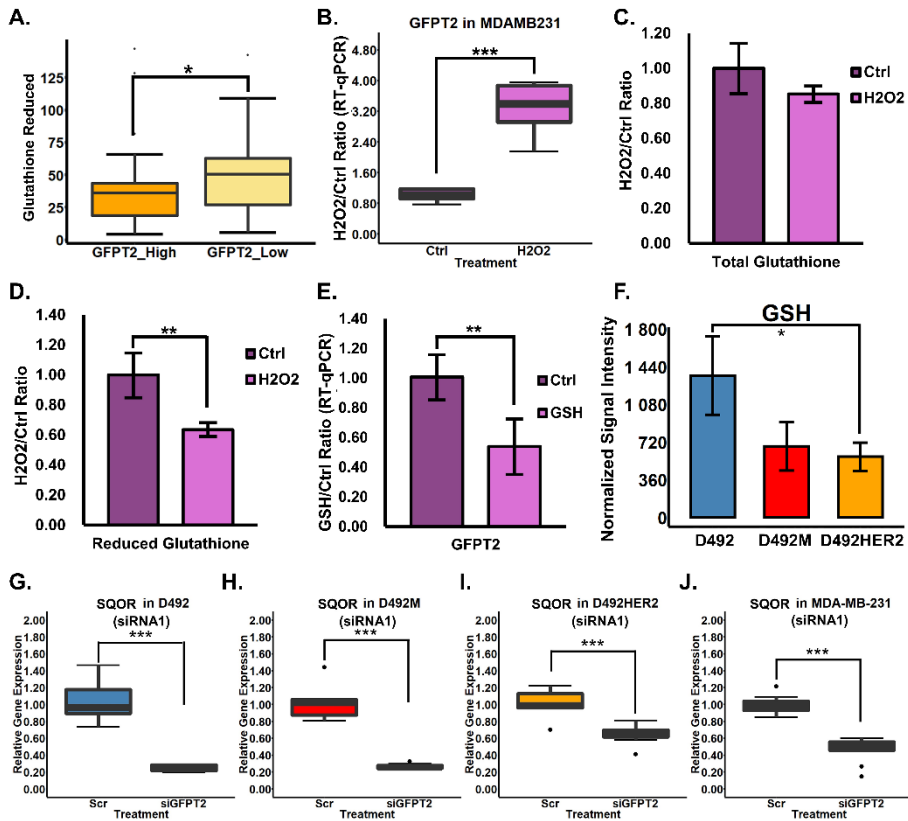 A.
Glutathione Reduced
125
100
75
50
25
0
*
GFPT2_High
GFPT2_Low
B.
GFPT2 in MDAMB231
H2O2/Ctrl Ratio (RT-qPCR)
4.80
4.00
3.20
2.40
1.60
0.80
0.00
***
Ctrl
H2O2
Treatment
C.
H2O2/Ctrl Ratio
1.20
1.00
0.80
0.60
0.40
0.20
0.00
Ctrl
H2O2
Total Glutathione
D.
H2O2/Ctrl Ratio
1.40
1.20
1.00
0.80
0.60
0.40
0.20
0.00
**
Ctrl
H2O2
Reduced Glutathione
E.
GSH/Ctrl Ratio (RT-qPCR)
1.40
1.20
1.00
0.80
0.60
0.40
0.20
0.00
**
Ctrl
GSH
GFPT2
F.
GSH
Normalized Signal Intensity
1 800
1 440
1 080
720
360
0
*
D492
D492M
D492HER2
G.
SQOR in D492
(siRNA1)
Relative Gene Expression
2.00
1.80
1.60
1.40
1.20
1.00
0.80
0.60
0.40
0.20
0.00
***
Scr
siGFPT2
Treatment
H.
SQOR in D492M
(siRNA1)
Relative Gene Expression
2.00
1.80
1.60
1.40
1.20
1.00
0.80
0.60
0.40
0.20
0.00
***
Scr
siGFPT2
Treatment
I.
SQOR in D492HER2
(siRNA1)
Relative Gene Expression
2.00
1.80
1.60
1.40
1.20
1.00
0.80
0.60
0.40
0.20
0.00
***
Scr
siGFPT2
Treatment
J.
SQOR in MDA-MB-231
(siRNA1)
Relative Gene Expression
2.00
1.80
1.60
1.40
1.20
1.00
0.80
0.60
0.40
0.20
0.00
***
Scr
siGFPT2
Treatment